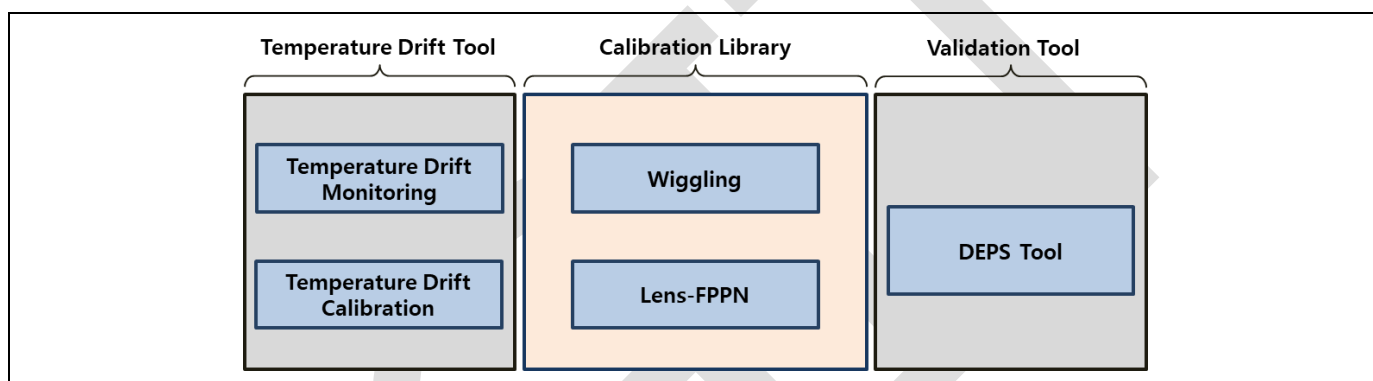 Temperature Drift Tool
Calibration Library
Validation Tool
Temperature Drift
Monitoring
Wiggling
DEPS Tool
Temperature Drift
Calibration
Lens-FPPN